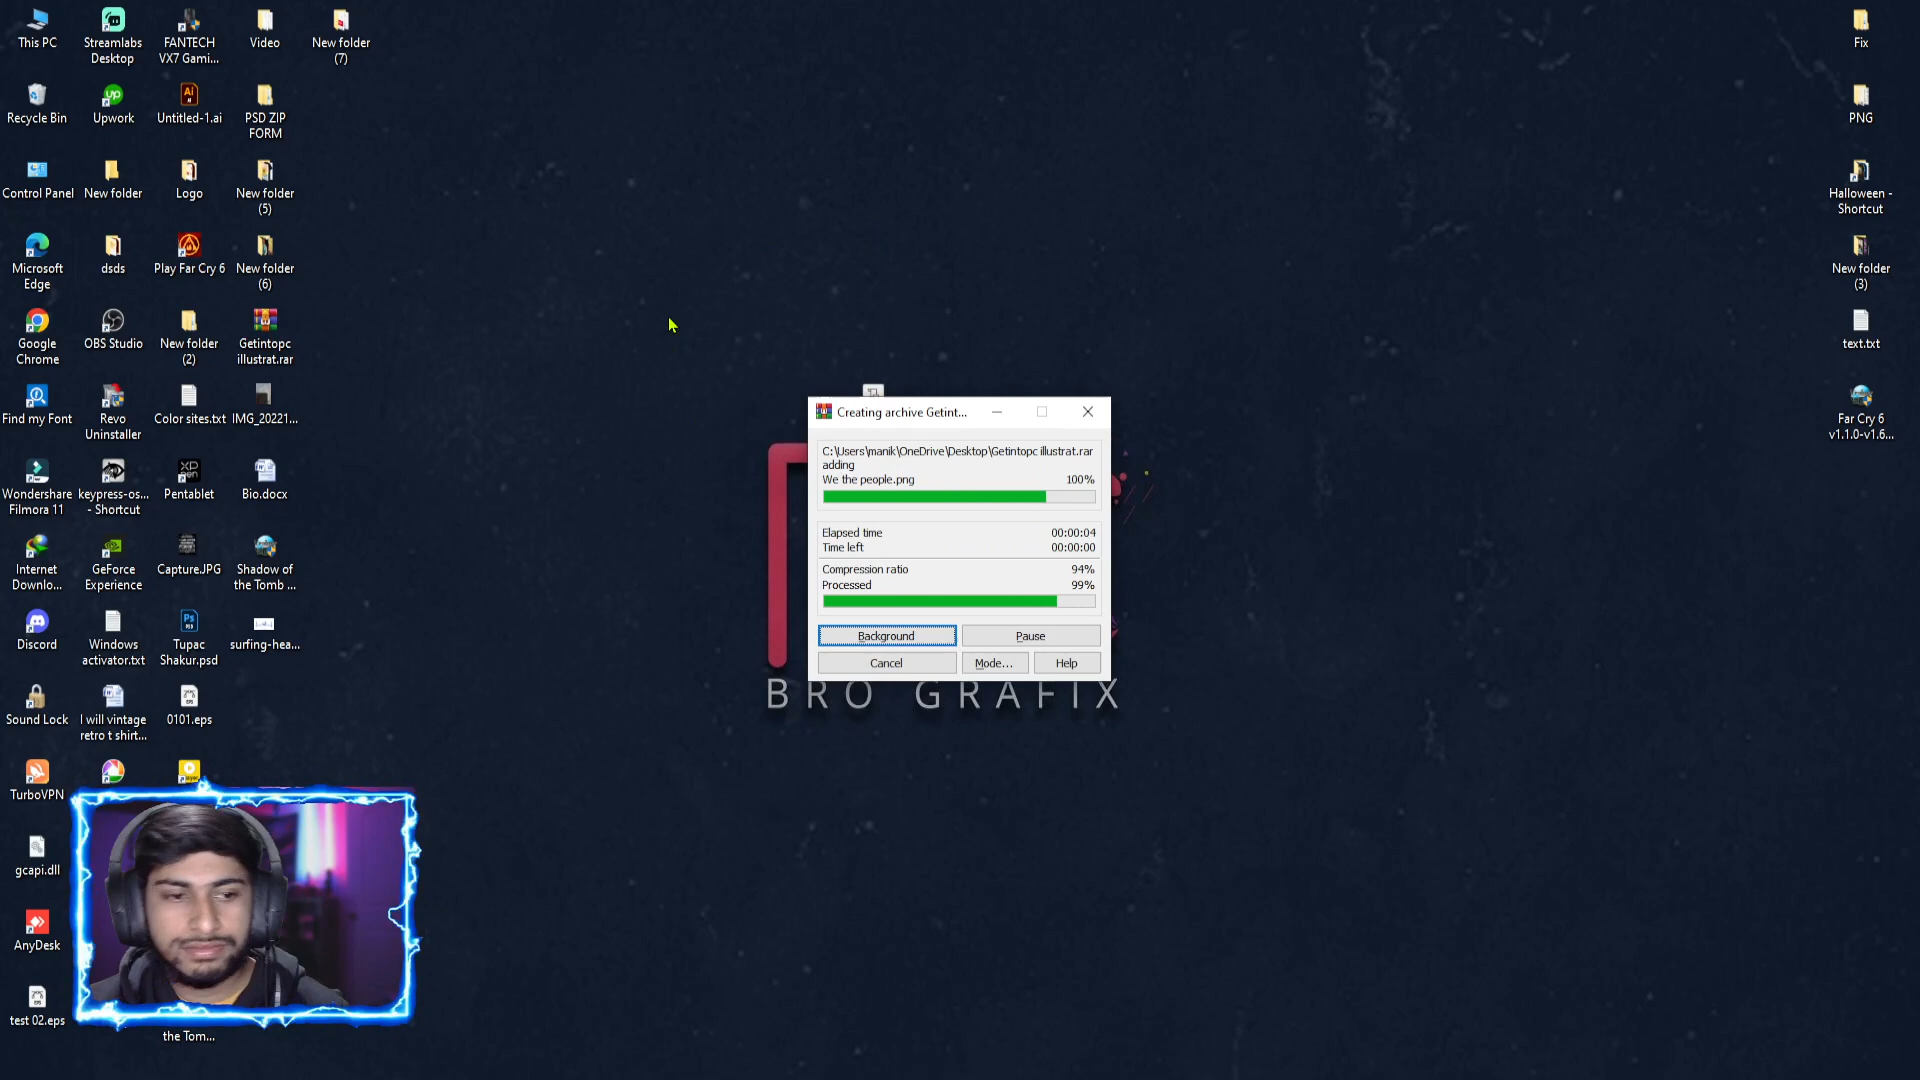 This PC
Streamlabs
Desktop
FANTECH
VX7 Gami...
Video
New folder
(7)
Recycle Bin
Upwork
Untitled-1.ai
PSD ZIP
FORM
Control Panel
New folder
Logo
New folder
(5)
Microsoft
Edge
dsds
Play Far Cry 6
New folder
(6)
Google
Chrome
OBS Studio
New folder
(2)
Getintopc
illustrat.rar
Find my Font
Revo
Uninstaller
Color sites.txt
IMG_20221...
Wondershare
Filmora 11
keypress-os...
- Shortcut
Pentablet
Bio.docx
Internet
Downlo...
GeForce
Experience
Capture.JPG
Shadow of
the Tomb ...
Discord
Windows
activator.txt
Tupac
Shakur.psd
surfing-hea...
Sound Lock
I will vintage
retro t shirt...
0101.eps
TurboVPN
gcapi.dll
AnyDesk
test 02.eps
the Tom...
Creating archive Getint...
C:\Users\manik\OneDrive\Desktop\Getintopc illustrat.rar
adding
We the people.png 100%
Elapsed time 00:00:04
Time left 00:00:00
Compression ratio 94%
Processed 99%
Background
Pause
Cancel
Mode...
Help
BRO GRAFIX
Fix
PNG
Halloween -
Shortcut
New folder
(3)
text.txt
Far Cry 6
v1.1.0-v1.6...